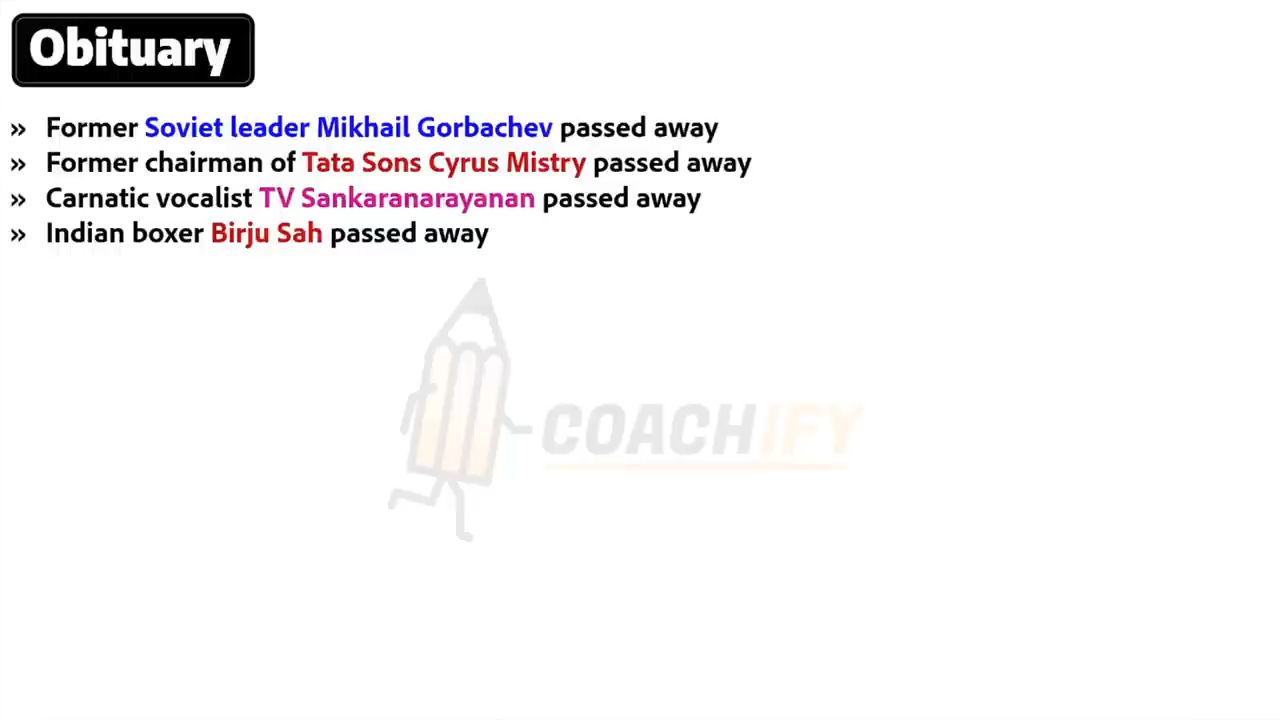 Obituary
» Former Soviet leader Mikhail Gorbachev passed away
» Former chairman of Tata Sons Cyrus Mistry passed away
» Carnatic vocalist TV Sankaranarayanan passed away
» Indian boxer Birju Sah passed away
COACHIFY